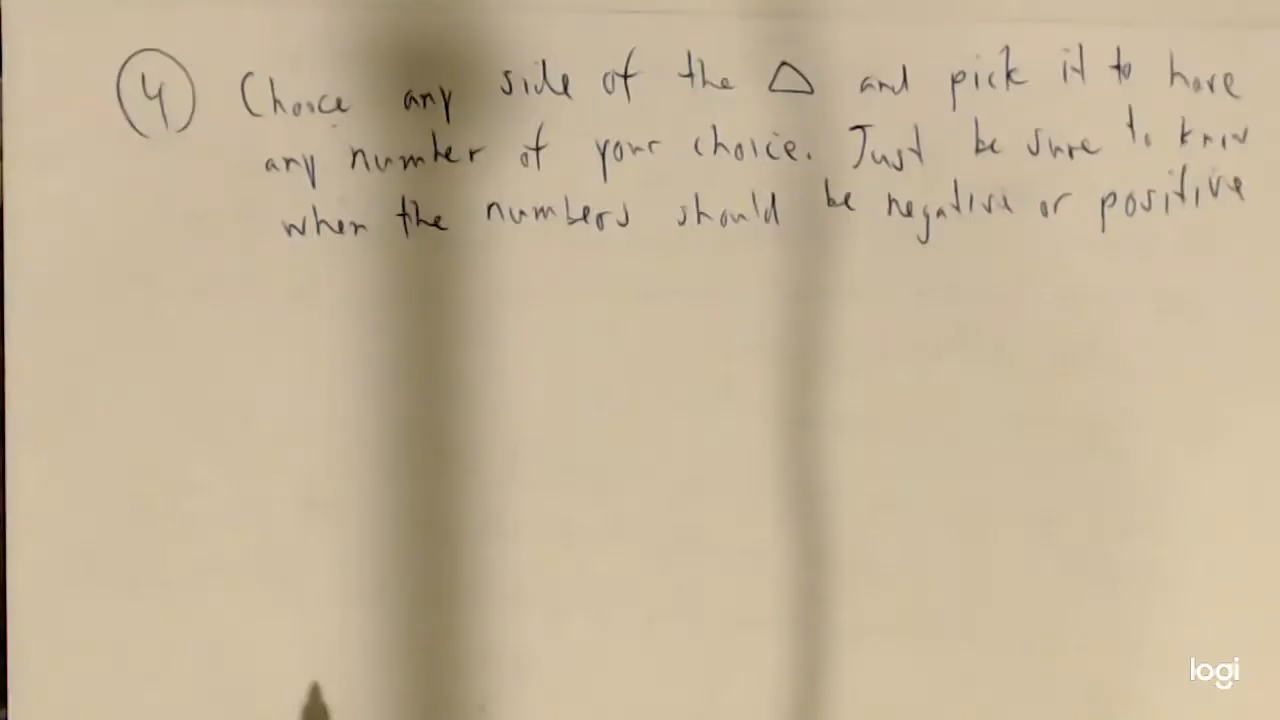 4 Choice any side of the △ and pick it to have
any number of your choice. Just be sure to know
when the numbers should be negative or positive
logi